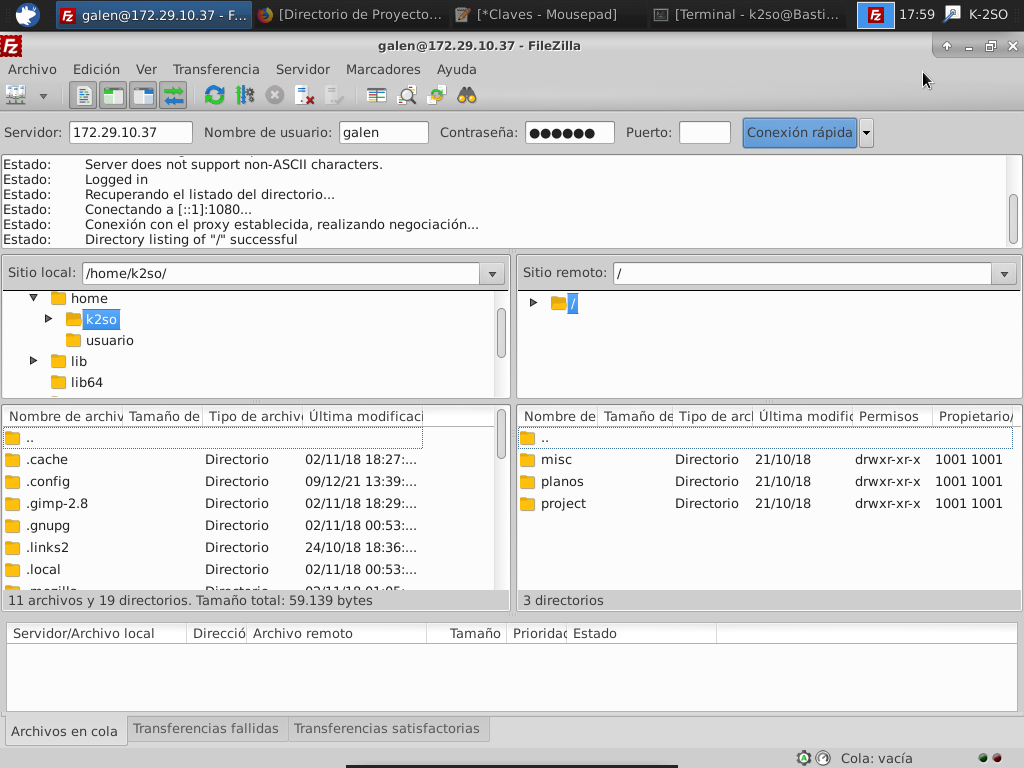 galen@172.29.10.37 - F... [Directorio de Proyecto... [*Claves - Mousepad] [Terminal - k2so@Basti... 17:59 K-2SO
galen@172.29.10.37 - FileZilla
Archivo Edición Ver Transferencia Servidor Marcadores Ayuda
Servidor: 172.29.10.37 Nombre de usuario: galen Contraseña: ●●●●●● Puerto: Conexión rápida
Estado: Server does not support non-ASCII characters.
Estado: Logged in
Estado: Recuperando el listado del directorio...
Estado: Conectando a [::1]:1080...
Estado: Conexión con el proxy establecida, realizando negociación...
Estado: Directory listing of "/" successful
Sitio local: /home/k2so/
home
k2so
usuario
lib
lib64
Sitio remoto: /
/
Nombre de archiv Tamaño de Tipo de archiv Última modificaci
..
.cache Directorio 02/11/18 18:27:...
.config Directorio 09/12/21 13:39:...
.gimp-2.8 Directorio 02/11/18 18:29:...
.gnupg Directorio 02/11/18 00:53:...
.links2 Directorio 24/10/18 18:36:...
.local Directorio 02/11/18 00:53:...
11 archivos y 19 directorios. Tamaño total: 59.139 bytes
Nombre de Tamaño de Tipo de arc Última modific Permisos Propietario/
..
misc Directorio 21/10/18 drwxr-xr-x 1001 1001
planos Directorio 21/10/18 drwxr-xr-x 1001 1001
project Directorio 21/10/18 drwxr-xr-x 1001 1001
3 directorios
Servidor/Archivo local Direcció Archivo remoto Tamaño Prioridad Estado
Archivos en cola Transferencias fallidas Transferencias satisfactorias
Cola: vacía